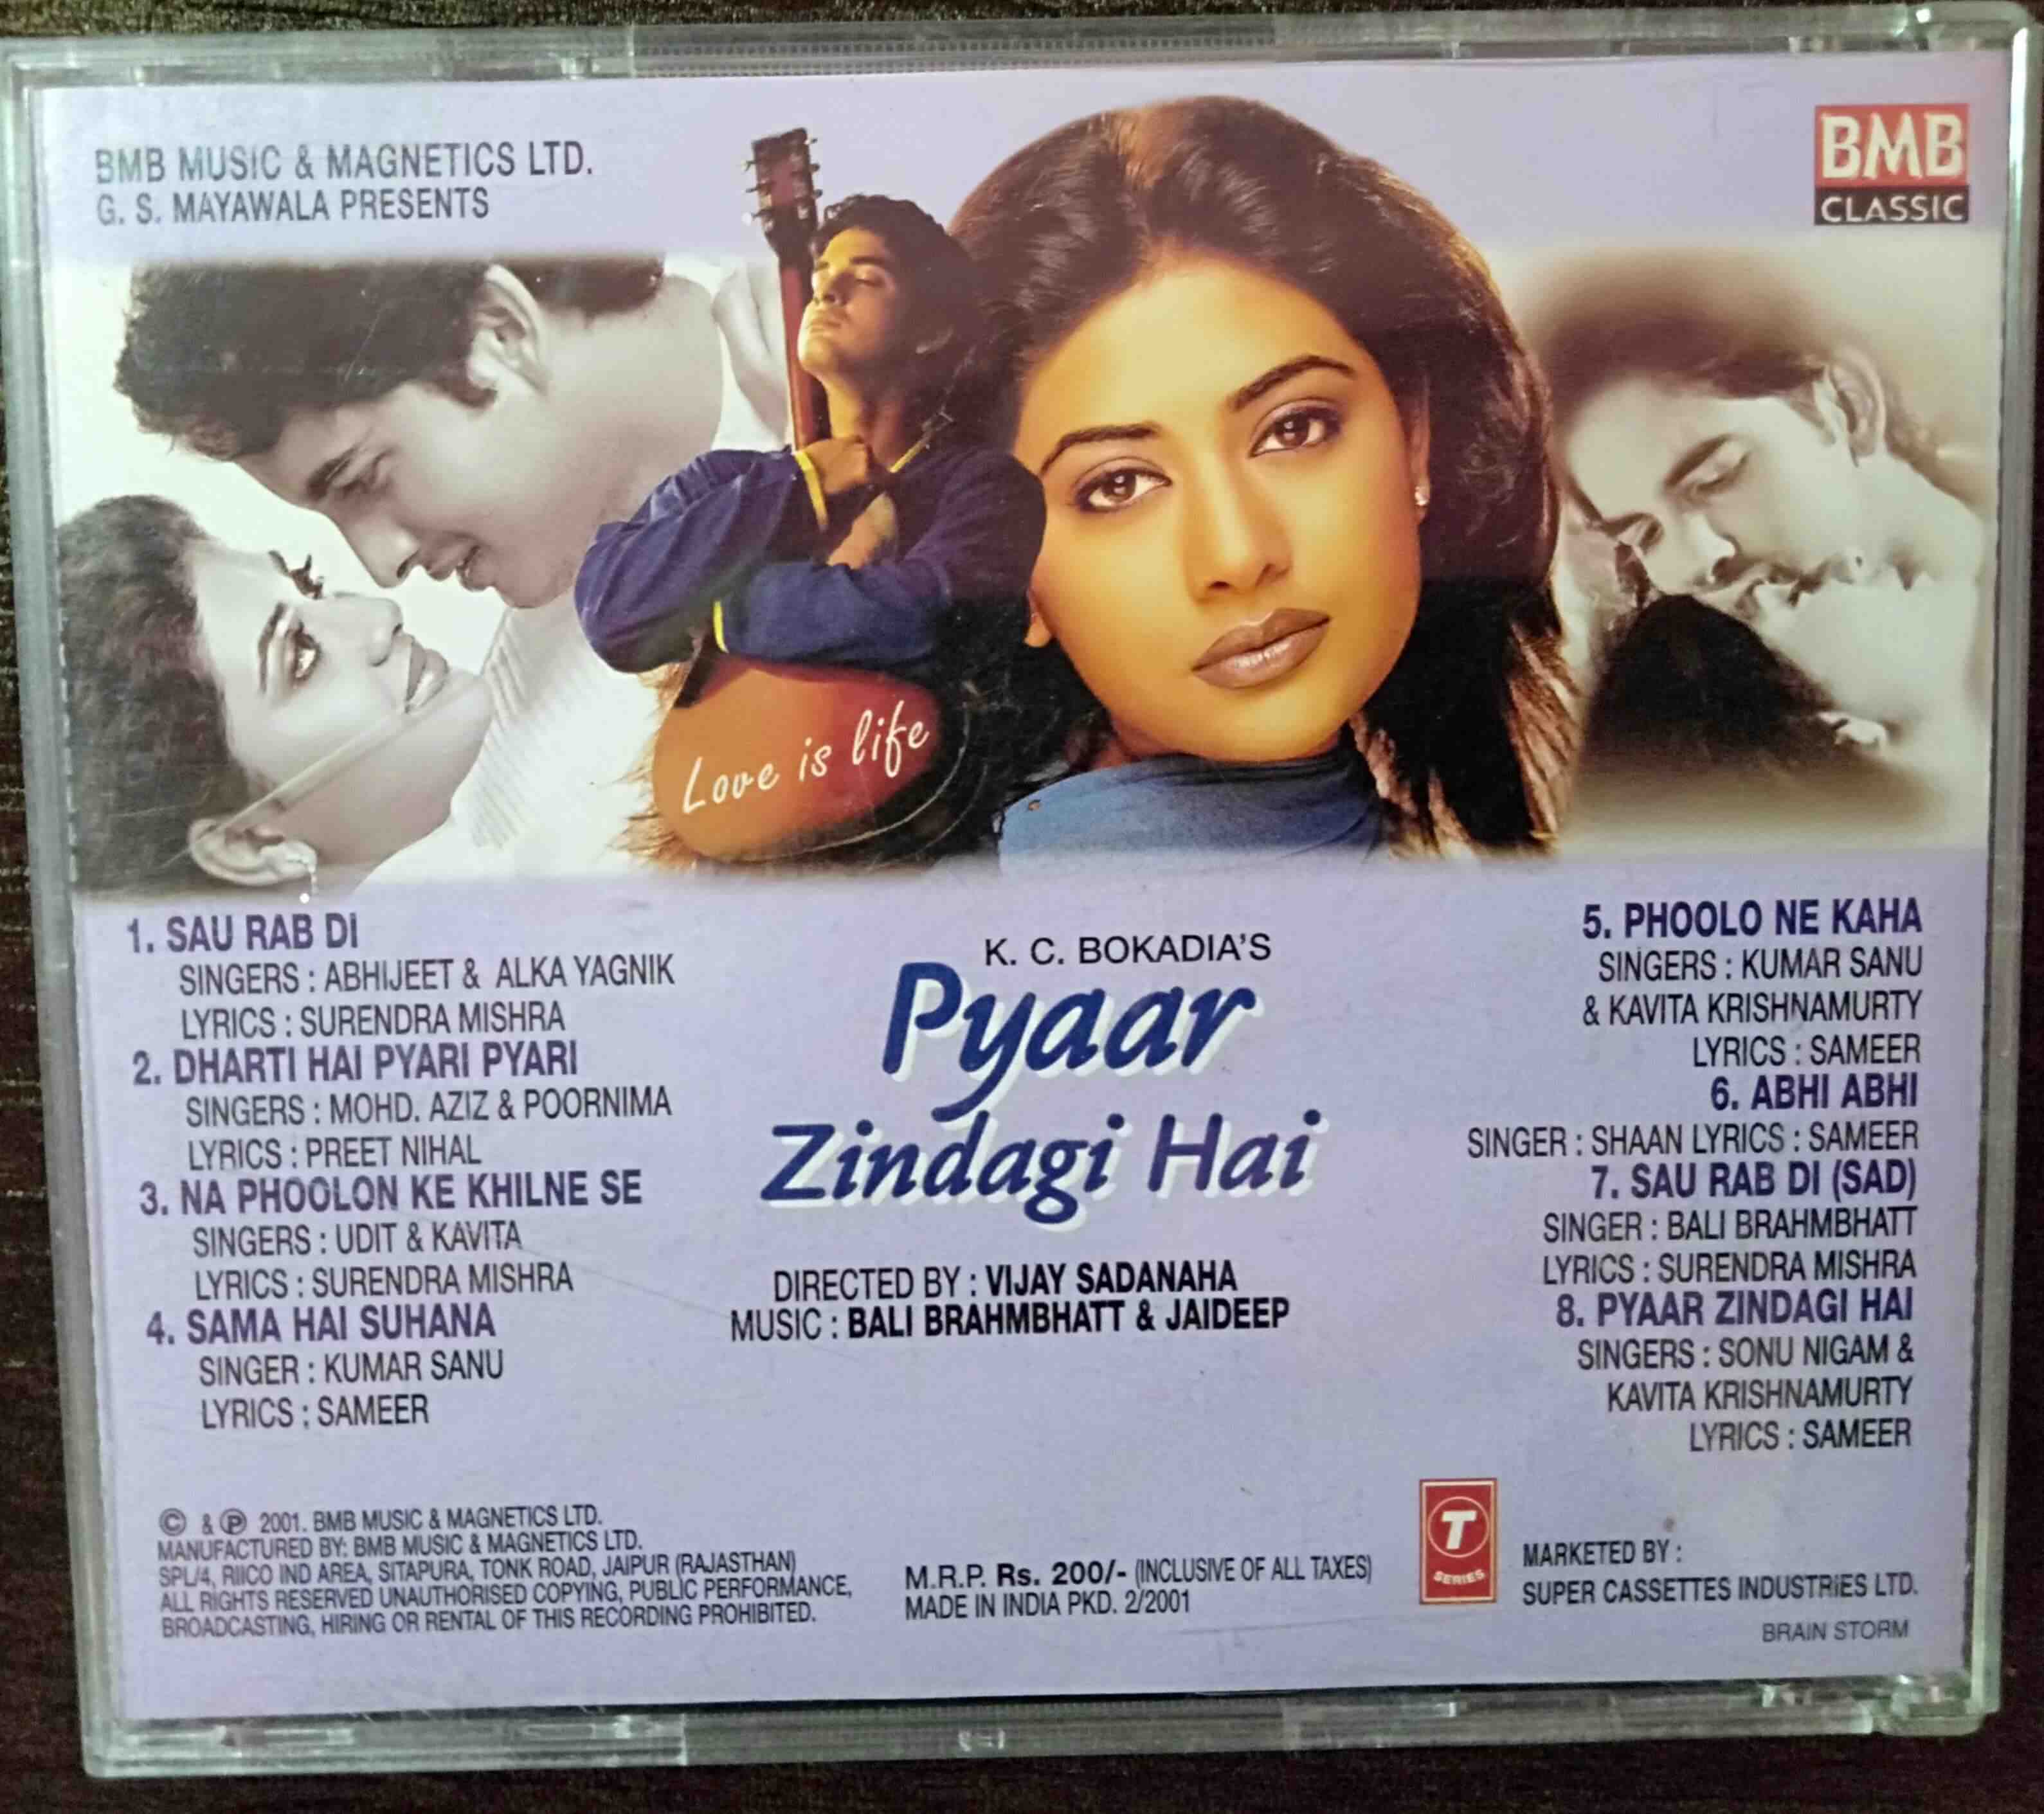 BMB MUSIC & MAGNETICS LTD.
G. S. MAYAWALA PRESENTS
BMB
CLASSIC
Love is life
1. SAU RAB DI
SINGERS : ABHIJEET & ALKA YAGNIK
LYRICS : SURENDRA MISHRA
2. DHARTI HAI PYARI PYARI
SINGERS : MOHD. AZIZ & POORNIMA
LYRICS : PREET NIHAL
3. NA PHOOLON KE KHILNE SE
SINGERS : UDIT & KAVITA
LYRICS : SURENDRA MISHRA
4. SAMA HAI SUHANA
SINGER : KUMAR SANU
LYRICS : SAMEER
K. C. BOKADIA'S
Pyaar
Zindagi Hai
DIRECTED BY : VIJAY SADANAHA
MUSIC : BALI BRAHMBHATT & JAIDEEP
5. PHOOLO NE KAHA
SINGERS : KUMAR SANU
& KAVITA KRISHNAMURTY
LYRICS : SAMEER
6. ABHI ABHI
SINGER : SHAAN LYRICS : SAMEER
7. SAU RAB DI (SAD)
SINGER : BALI BRAHMBHATT
LYRICS : SURENDRA MISHRA
8. PYAAR ZINDAGI HAI
SINGERS : SONU NIGAM &
KAVITA KRISHNAMURTY
LYRICS : SAMEER
© & ℗ 2001. BMB MUSIC & MAGNETICS LTD.
MANUFACTURED BY: BMB MUSIC & MAGNETICS LTD.
SPL/4, RIICO IND AREA, SITAPURA, TONK ROAD, JAIPUR (RAJASTHAN)
ALL RIGHTS RESERVED UNAUTHORISED COPYING, PUBLIC PERFORMANCE,
BROADCASTING, HIRING OR RENTAL OF THIS RECORDING PROHIBITED.
M.R.P. Rs. 200/- (INCLUSIVE OF ALL TAXES)
MADE IN INDIA PKD. 2/2001
T
SERIES
MARKETED BY :
SUPER CASSETTES INDUSTRIES LTD.
BRAIN STORM